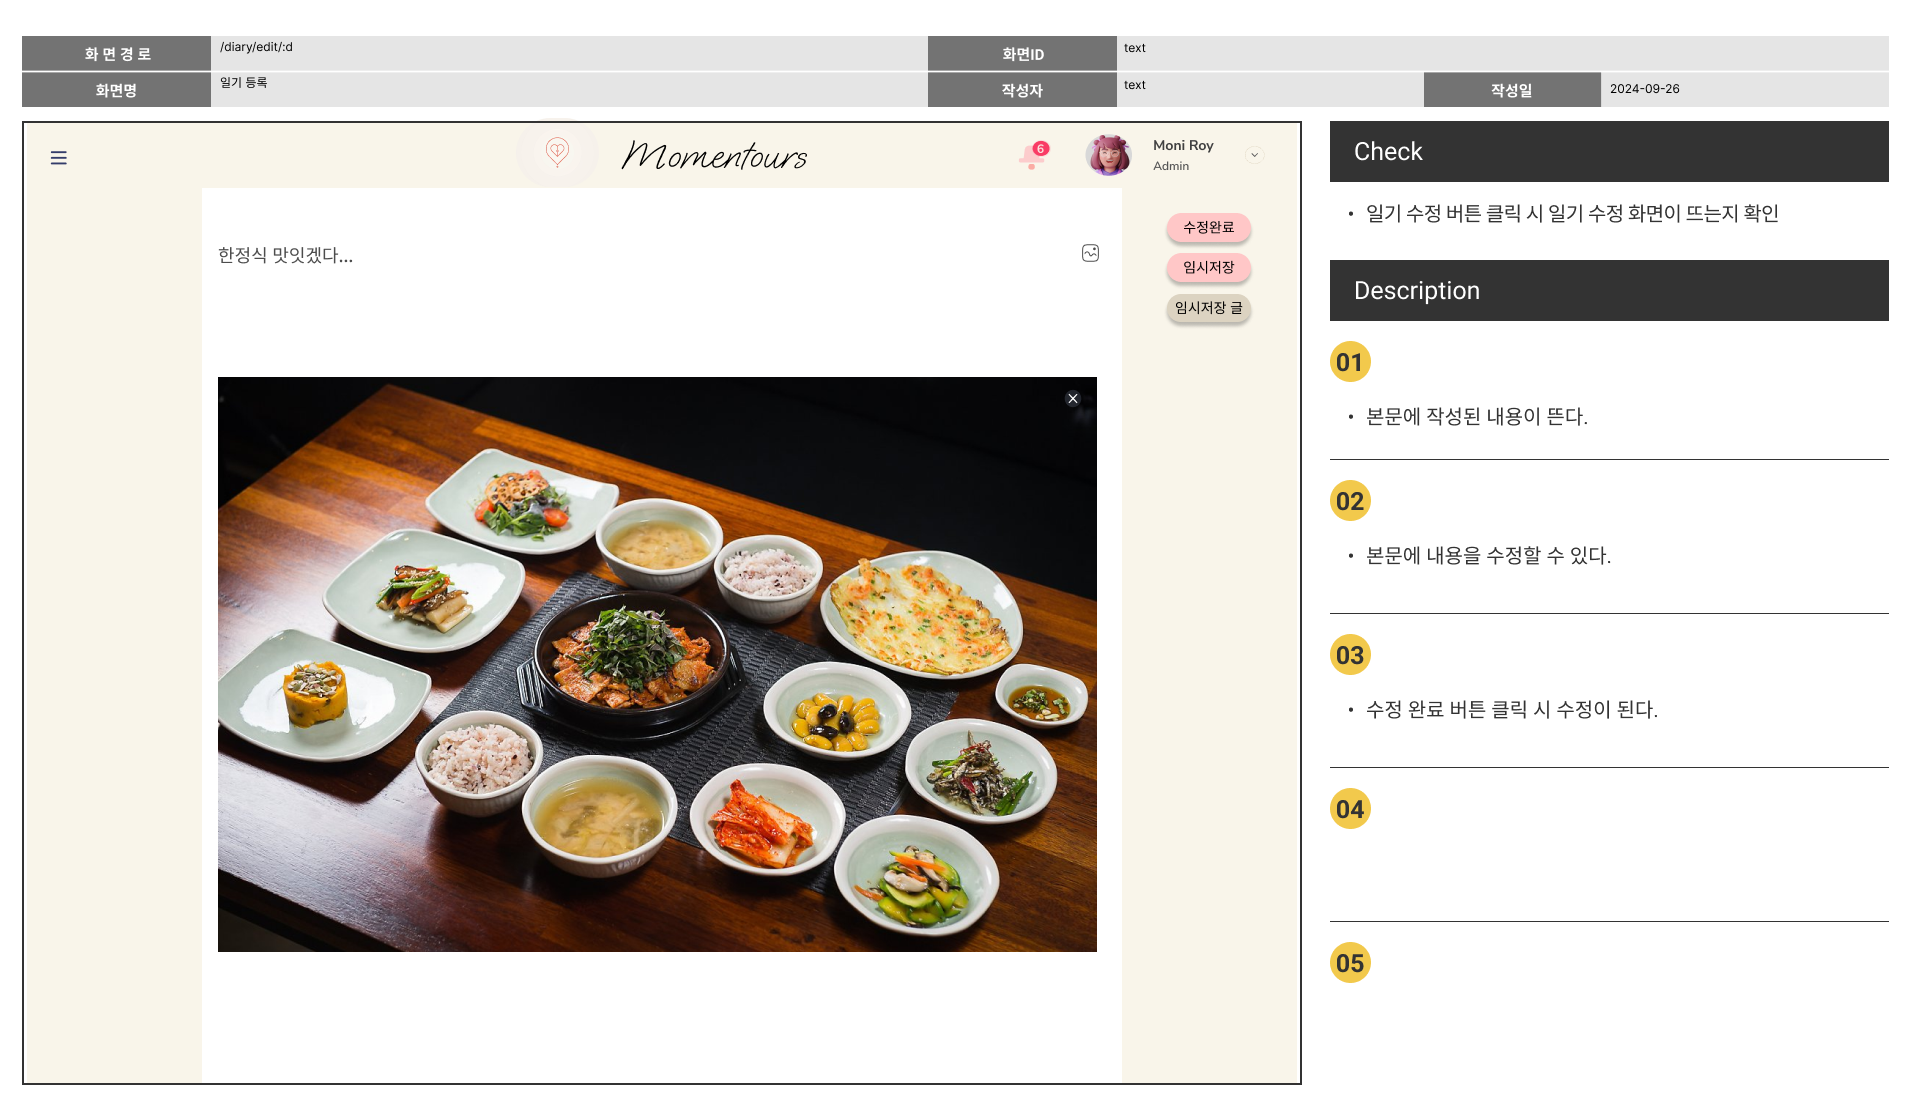 화 면 경 로
/diary/edit/:d
화면ID
text
화면명
일기 등록
작성자
text
작성일
2024-09-26
Momentours
6
Moni Roy
Admin
수정완료
임시저장
임시저장 글
한정식 맛잇겠다...
Check
• 일기 수정 버튼 클릭 시 일기 수정 화면이 뜨는지 확인
Description
01
• 본문에 작성된 내용이 뜬다.
02
• 본문에 내용을 수정할 수 있다.
03
• 수정 완료 버튼 클릭 시 수정이 된다.
04
05